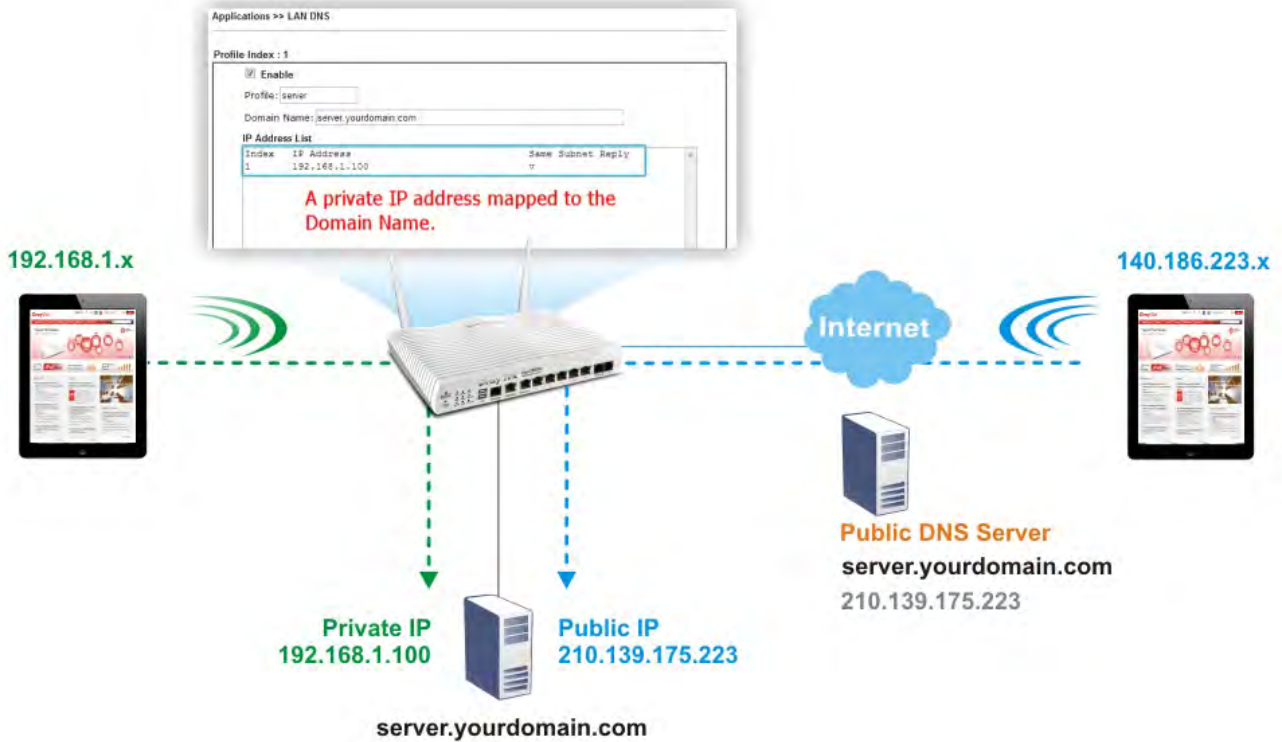 Applications >> LAN DNS
Profile Index : 1
Enable
Profile: server
Domain Name: server.yourdomain.com
IP Address List
Index IP Address Same Subnet Reply
1 192.168.1.100 v
A private IP address mapped to the
Domain Name.
192.168.1.x
140.186.223.x
Internet
Public DNS Server
server.yourdomain.com
210.139.175.223
Private IP
192.168.1.100
Public IP
210.139.175.223
server.yourdomain.com